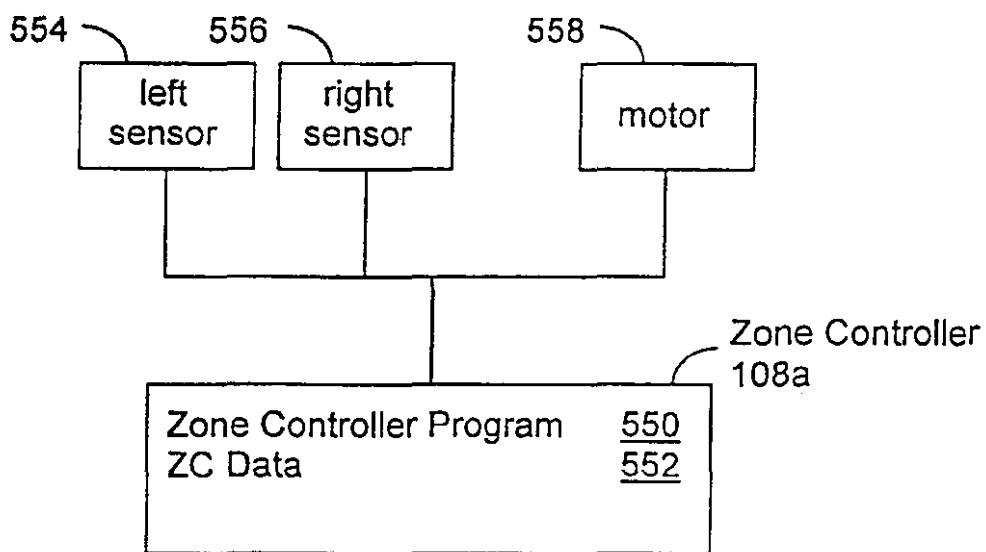 554
556
558
left
sensor
right
sensor
motor
Zone Controller
108a
Zone Controller Program 550
ZC Data 552